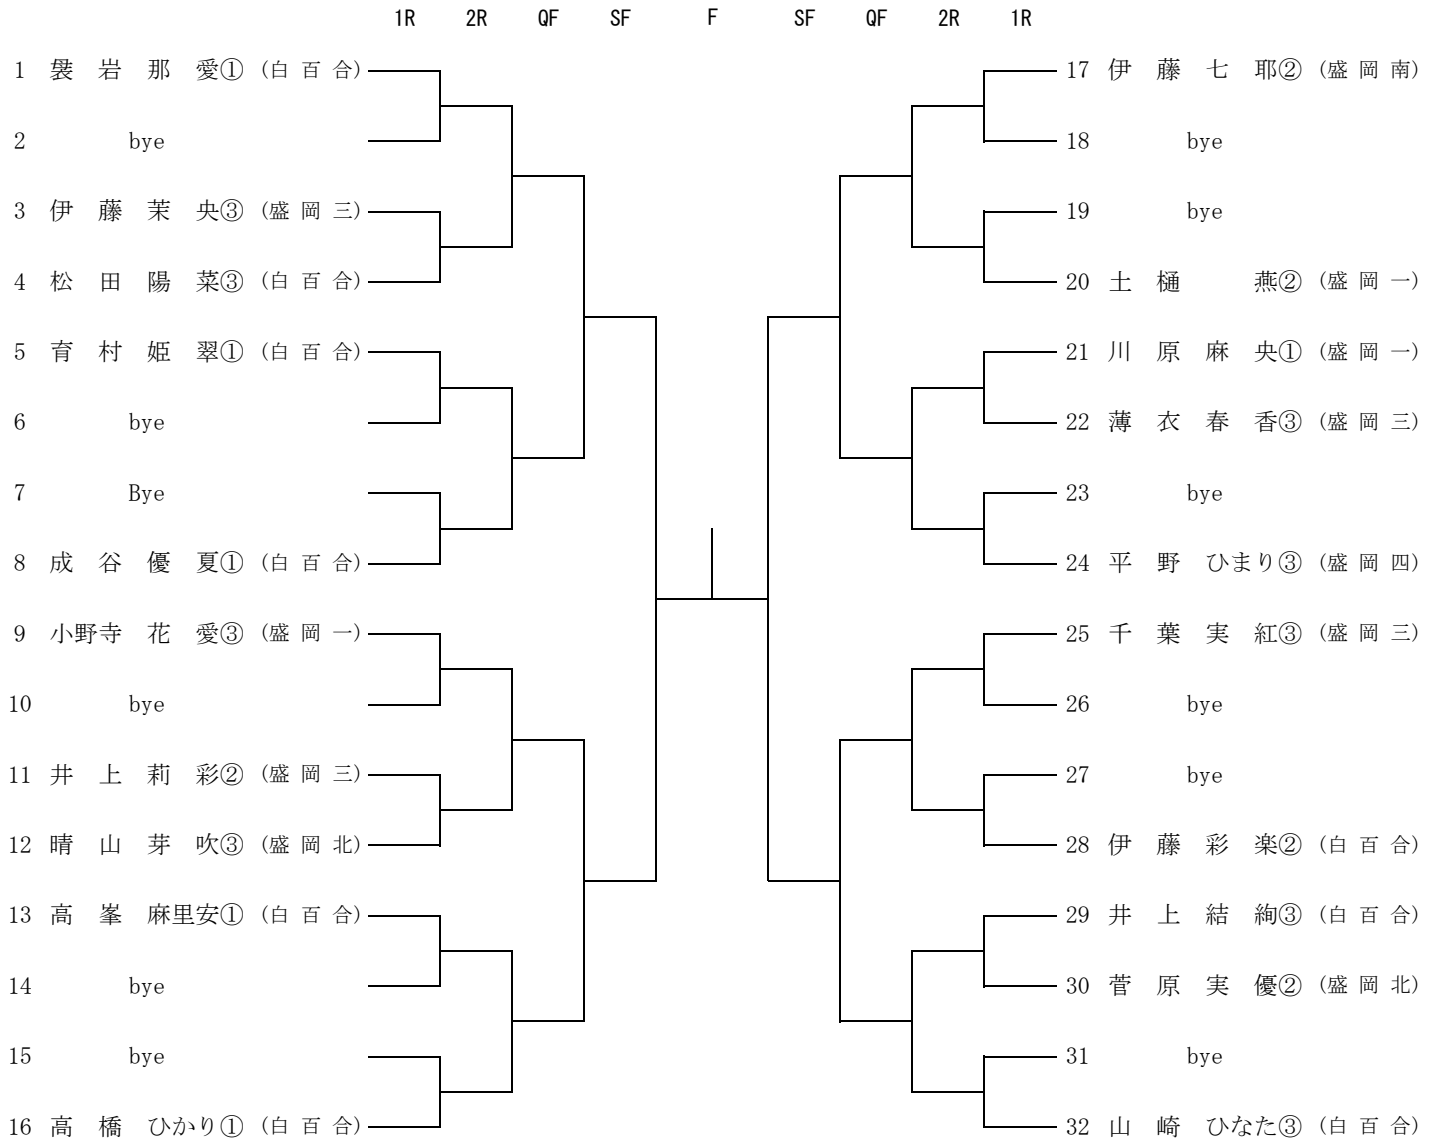 1R 2R QF SF F SF QF 2R 1R
1 褜 岩 那 愛① (白 百 合) 17 伊 藤 七 耶② (盛 岡 南)
2 bye 18 bye
3 伊 藤 茉 央③ (盛 岡 三) 19 bye
4 松 田 陽 菜③ (白 百 合) 20 土 樋 燕② (盛 岡 一)
5 育 村 姫 翠① (白 百 合) 21 川 原 麻 央① (盛 岡 一)
6 bye 22 薄 衣 春 香③ (盛 岡 三)
7 Bye 23 bye
8 成 谷 優 夏① (白 百 合) 24 平 野 ひまり③ (盛 岡 四)
9 小野寺 花 愛③ (盛 岡 一) 25 千 葉 実 紅③ (盛 岡 三)
10 bye 26 bye
11 井 上 莉 彩② (盛 岡 三) 27 bye
12 晴 山 芽 吹③ (盛 岡 北) 28 伊 藤 彩 楽② (白 百 合)
13 高 峯 麻里安① (白 百 合) 29 井 上 結 絢③ (白 百 合)
14 bye 30 菅 原 実 優② (盛 岡 北)
15 bye 31 bye
16 高 橋 ひかり① (白 百 合) 32 山 崎 ひなた③ (白 百 合)